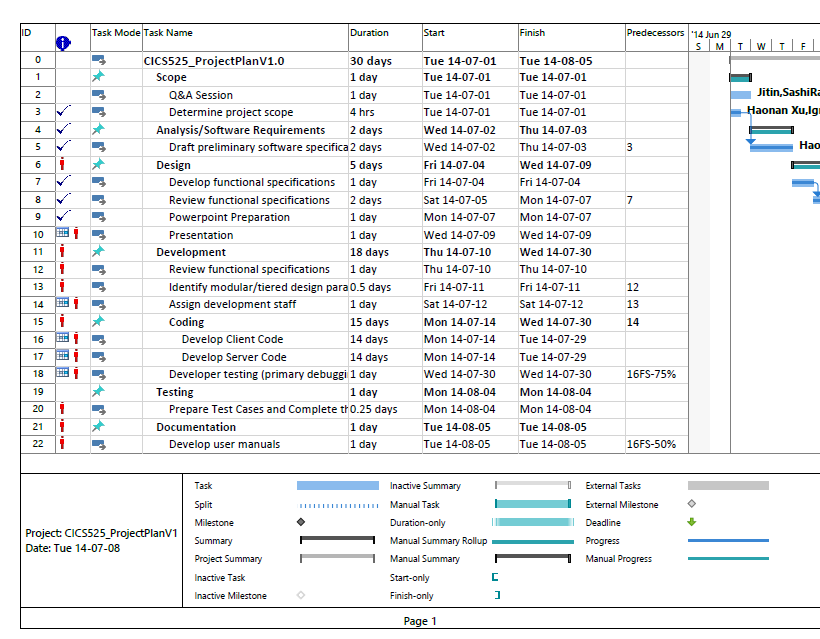 ID Task Mode Task Name Duration Start Finish Predecessors '14 Jun 29
S M T W T F
0 CICS525_ProjectPlanV1.0 30 days Tue 14-07-01 Tue 14-08-05
1 Scope 1 day Tue 14-07-01 Tue 14-07-01
2 Q&A Session 1 day Tue 14-07-01 Tue 14-07-01 Jitin,SashiRa
3 Determine project scope 4 hrs Tue 14-07-01 Tue 14-07-01 Haonan Xu,Igr
4 Analysis/Software Requirements 2 days Wed 14-07-02 Thu 14-07-03
5 Draft preliminary software specifica 2 days Wed 14-07-02 Thu 14-07-03 3 Hao
6 Design 5 days Fri 14-07-04 Wed 14-07-09
7 Develop functional specifications 1 day Fri 14-07-04 Fri 14-07-04
8 Review functional specifications 2 days Sat 14-07-05 Mon 14-07-07 7
9 Powerpoint Preparation 1 day Mon 14-07-07 Mon 14-07-07
10 Presentation 1 day Wed 14-07-09 Wed 14-07-09
11 Development 18 days Thu 14-07-10 Wed 14-07-30
12 Review functional specifications 1 day Thu 14-07-10 Thu 14-07-10
13 Identify modular/tiered design para 0.5 days Fri 14-07-11 Fri 14-07-11 12
14 Assign development staff 1 day Sat 14-07-12 Sat 14-07-12 13
15 Coding 15 days Mon 14-07-14 Wed 14-07-30 14
16 Develop Client Code 14 days Mon 14-07-14 Tue 14-07-29
17 Develop Server Code 14 days Mon 14-07-14 Tue 14-07-29
18 Developer testing (primary debuggi 1 day Wed 14-07-30 Wed 14-07-30 16FS-75%
19 Testing 1 day Mon 14-08-04 Mon 14-08-04
20 Prepare Test Cases and Complete th 0.25 days Mon 14-08-04 Mon 14-08-04
21 Documentation 1 day Tue 14-08-05 Tue 14-08-05
22 Develop user manuals 1 day Tue 14-08-05 Tue 14-08-05 16FS-50%
Project: CICS525_ProjectPlanV1
Date: Tue 14-07-08
Task Inactive Summary External Tasks
Split Manual Task External Milestone
Milestone Duration-only Deadline
Summary Manual Summary Rollup Progress
Project Summary Manual Summary Manual Progress
Inactive Task Start-only
Inactive Milestone Finish-only
Page 1